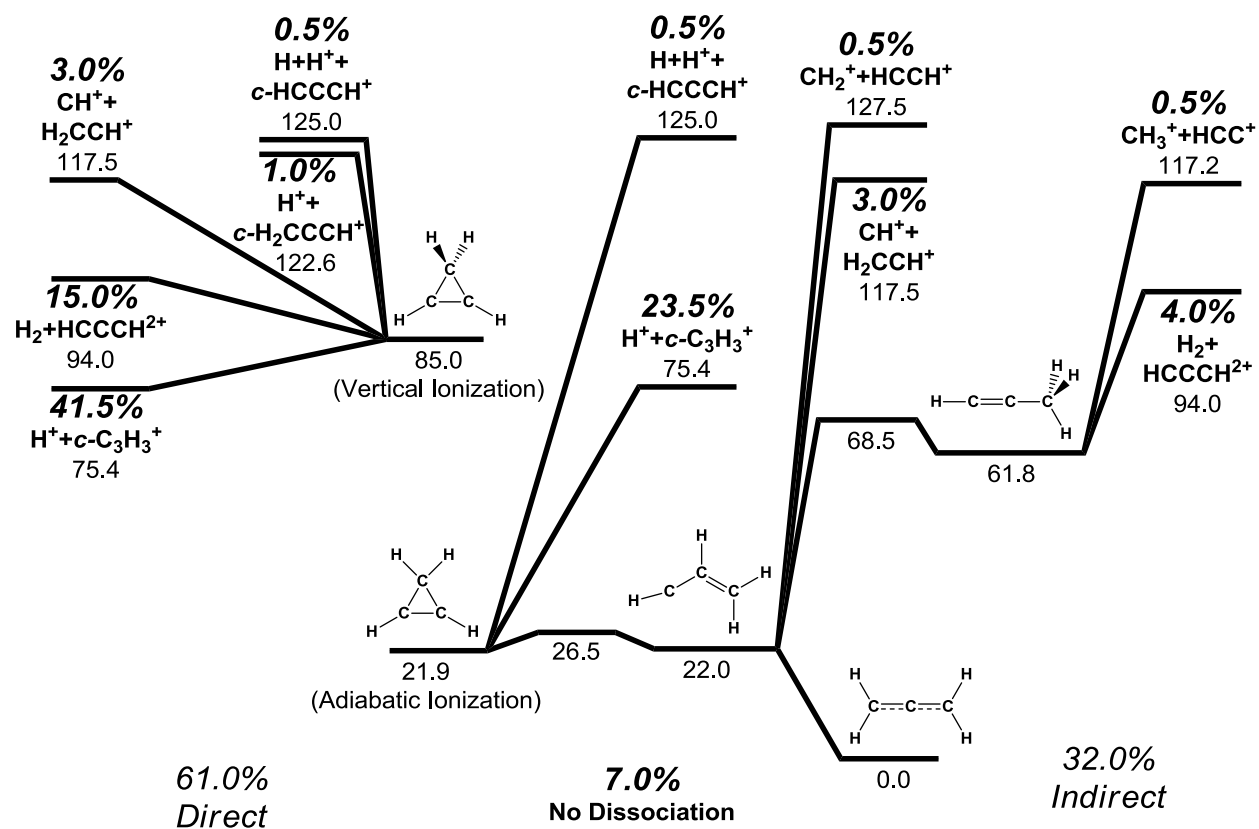 3.0%
CH⁺+
H₂CCH⁺
117.5
0.5%
H+H⁺+
c-HCCCH⁺
125.0
1.0%
H⁺+
c-H₂CCCH⁺
122.6
15.0%
H₂+HCCCH²⁺
94.0
41.5%
H⁺+c-C₃H₃⁺
75.4
H H
C
C C
H H
85.0
(Vertical Ionization)
0.5%
H+H⁺+
c-HCCCH⁺
125.0
23.5%
H⁺+c-C₃H₃⁺
75.4
0.5%
CH₂⁺+HCCH⁺
127.5
3.0%
CH⁺+
H₂CCH⁺
117.5
0.5%
CH₃⁺+HCC⁺
117.2
4.0%
H₂+
HCCCH²⁺
94.0
H H
H C C C
H
68.5
61.8
H H
C
C C
H H
21.9
(Adiabatic Ionization)
26.5
H
C H
H C C
H
22.0
H H
C C C
H H
0.0
61.0%
Direct
7.0%
No Dissociation
32.0%
Indirect